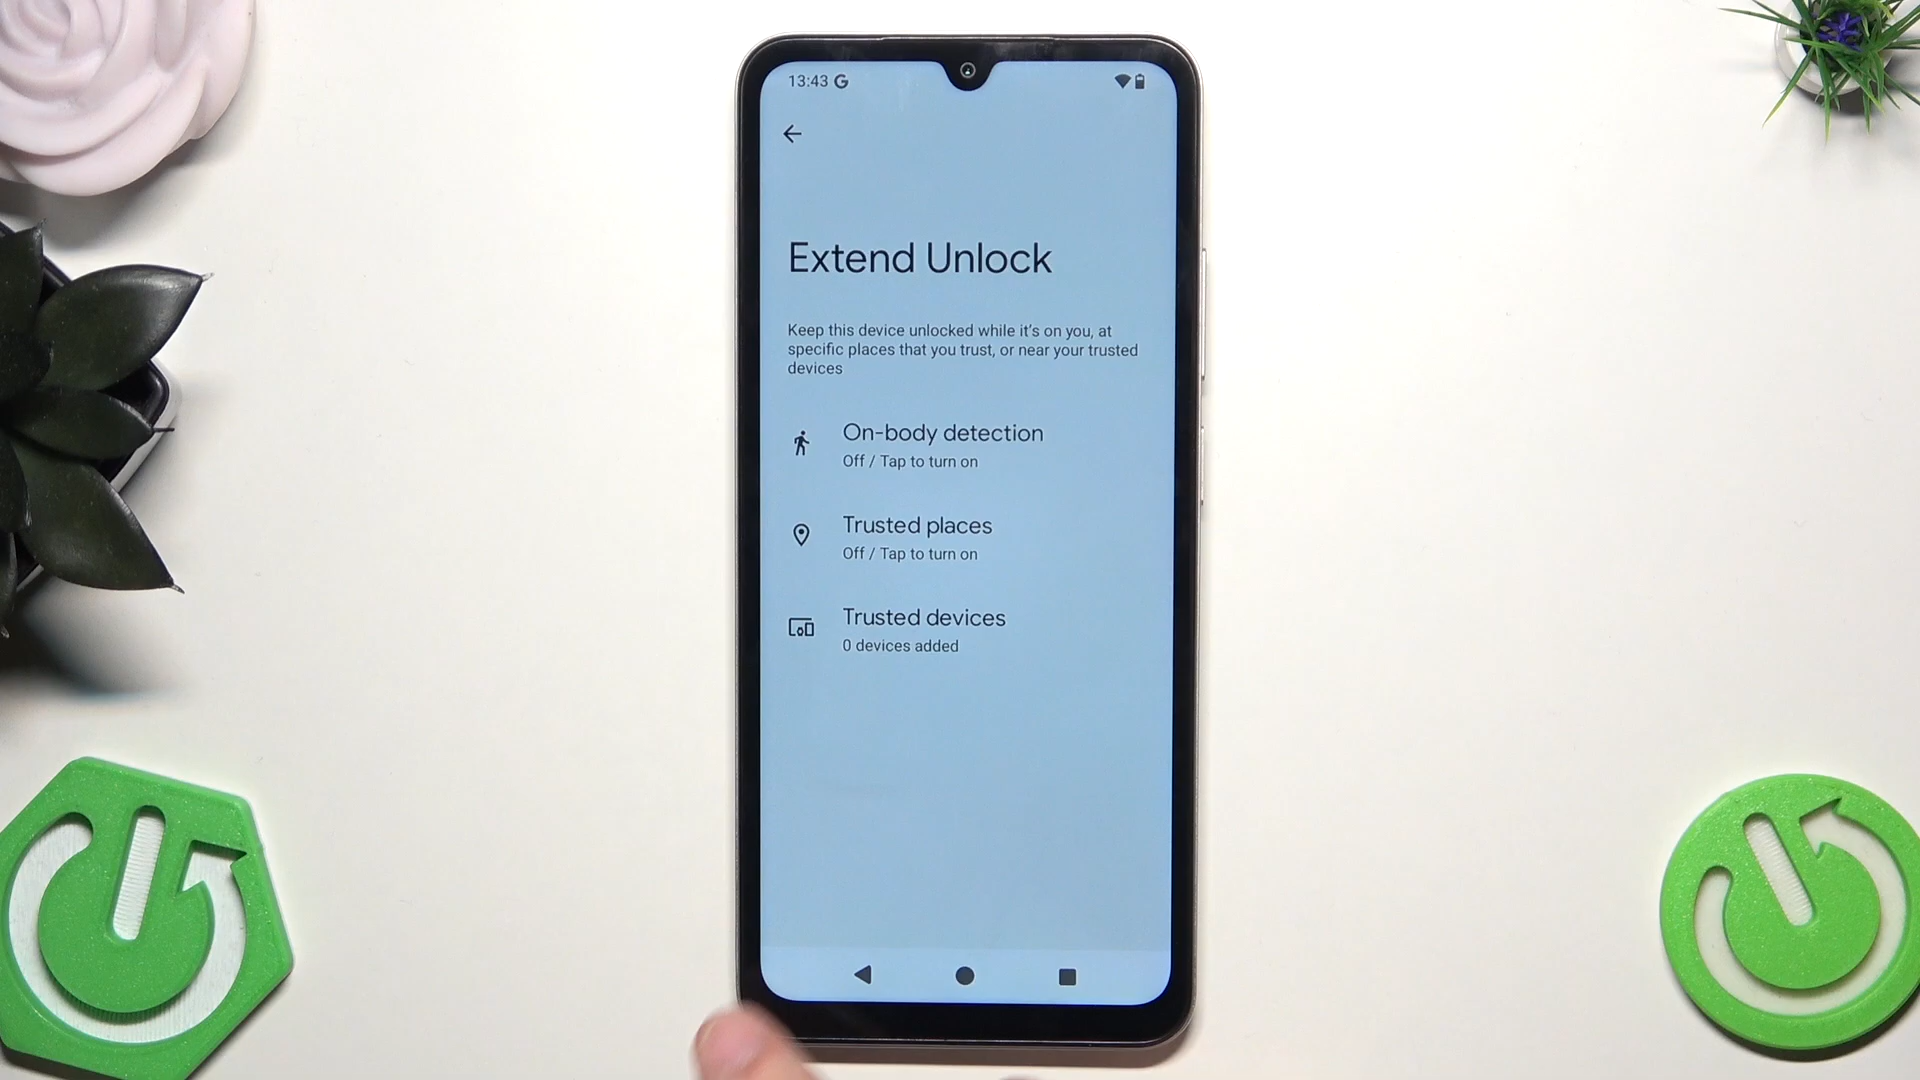 13:43 G
Extend Unlock
Keep this device unlocked while it's on you, at
specific places that you trust, or near your trusted
devices
On-body detection
Off / Tap to turn on
Trusted places
Off / Tap to turn on
Trusted devices
0 devices added